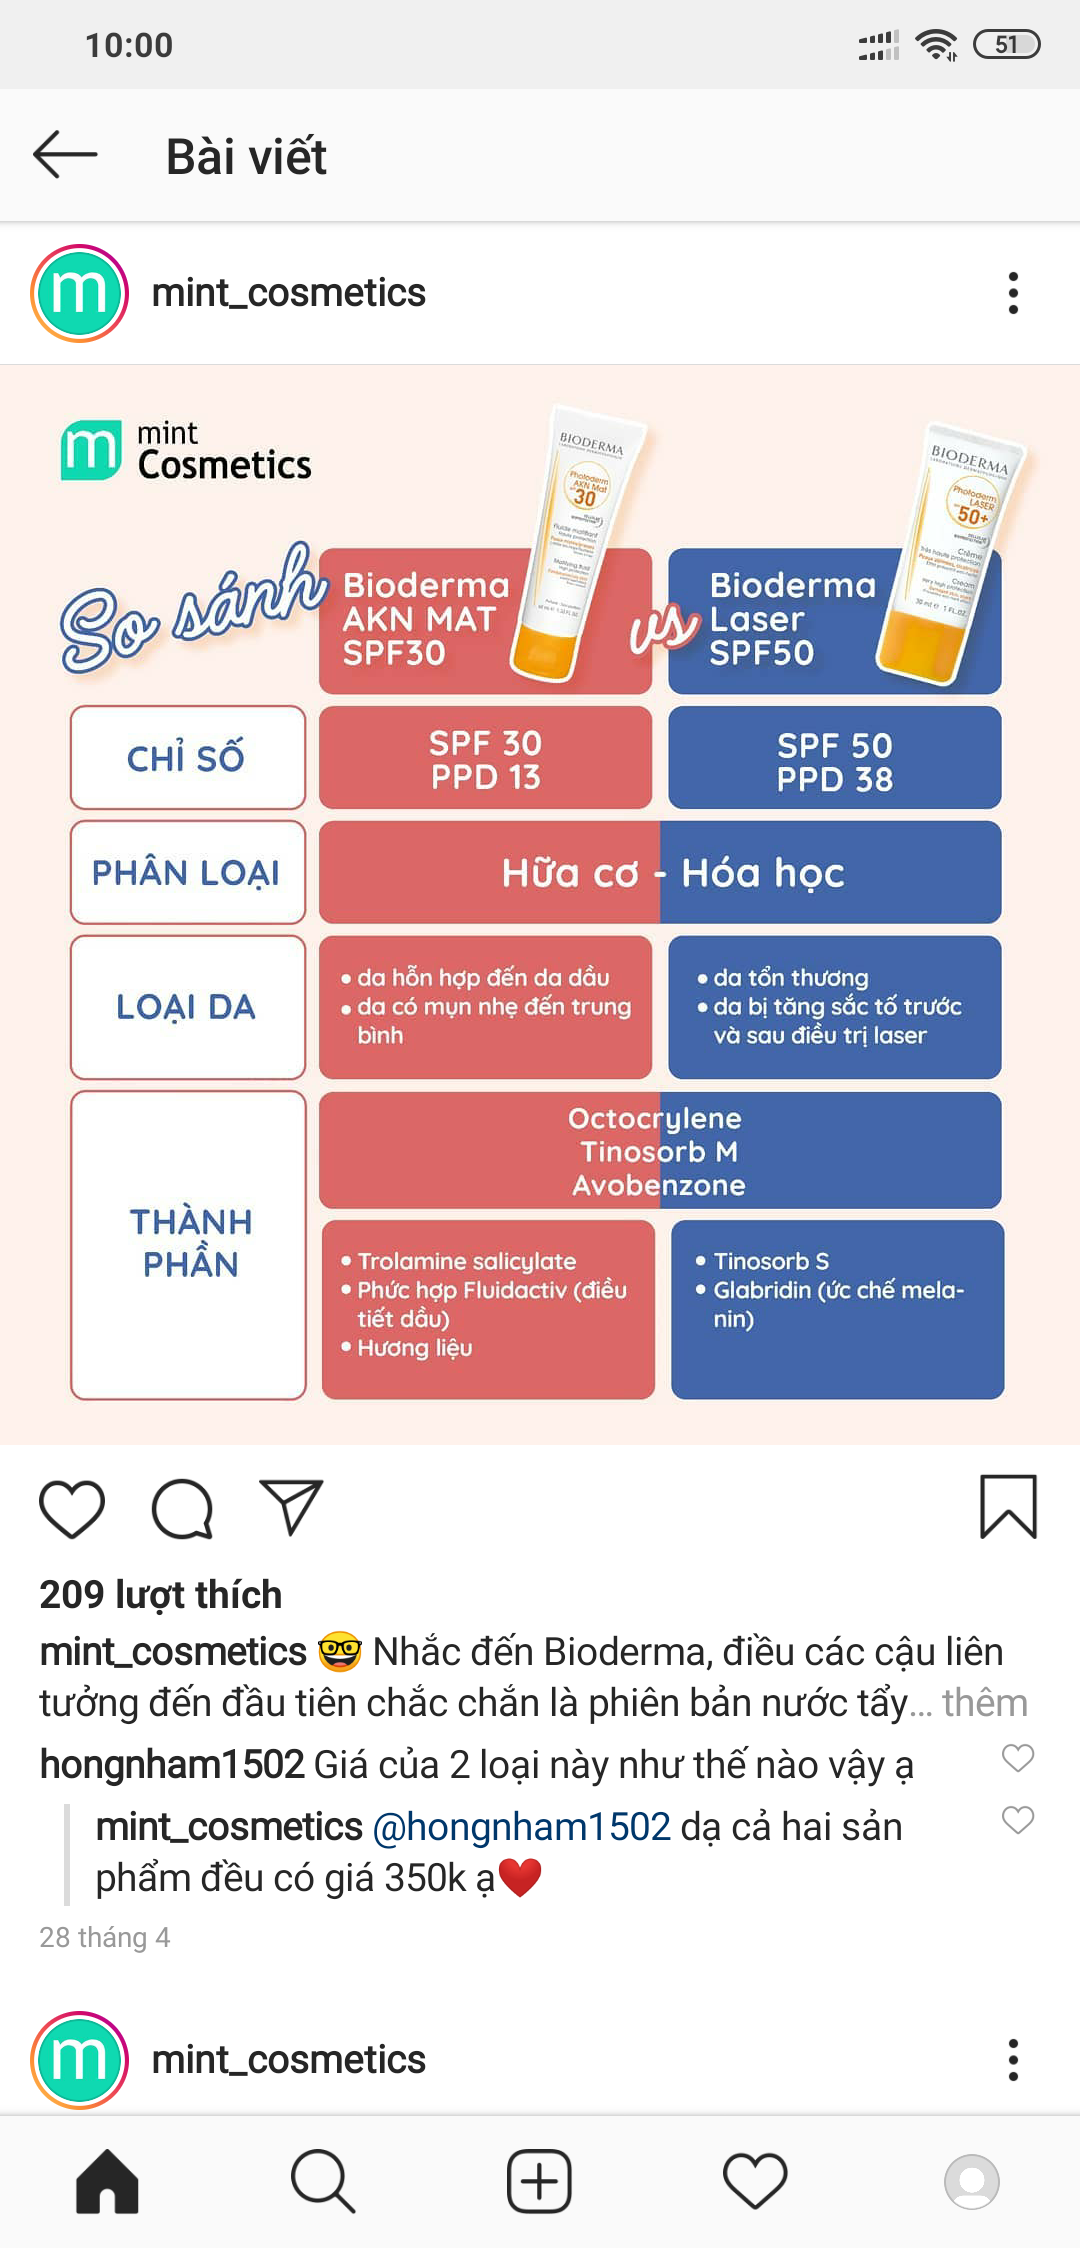 10:00
51
Bài viết
mint_cosmetics
mint
Cosmetics
So sánh
Bioderma
AKN MAT
SPF30
BIODERMA
Photoderm
AKN Mat
30
vs
Bioderma
Laser
SPF50
BIODERMA
Photoderm
LASER
50+
Crème
Cream
CHỈ SỐ
SPF 30
PPD 13
SPF 50
PPD 38
PHÂN LOẠI
Hữa cơ - Hóa học
LOẠI DA
• da hỗn hợp đến da dầu
• da có mụn nhẹ đến trung
bình
• da tổn thương
• da bị tăng sắc tố trước
và sau điều trị laser
THÀNH
PHẦN
Octocrylene
Tinosorb M
Avobenzone
• Trolamine salicylate
• Phức hợp Fluidactiv (điều
tiết dầu)
• Hương liệu
• Tinosorb S
• Glabridin (ức chế mela-
nin)
209 lượt thích
mint_cosmetics 🤓 Nhắc đến Bioderma, điều các cậu liên
tưởng đến đầu tiên chắc chắn là phiên bản nước tẩy... thêm
hongnham1502 Giá của 2 loại này như thế nào vậy ạ
mint_cosmetics @hongnham1502 dạ cả hai sản
phẩm đều có giá 350k ạ❤️
28 tháng 4
mint_cosmetics